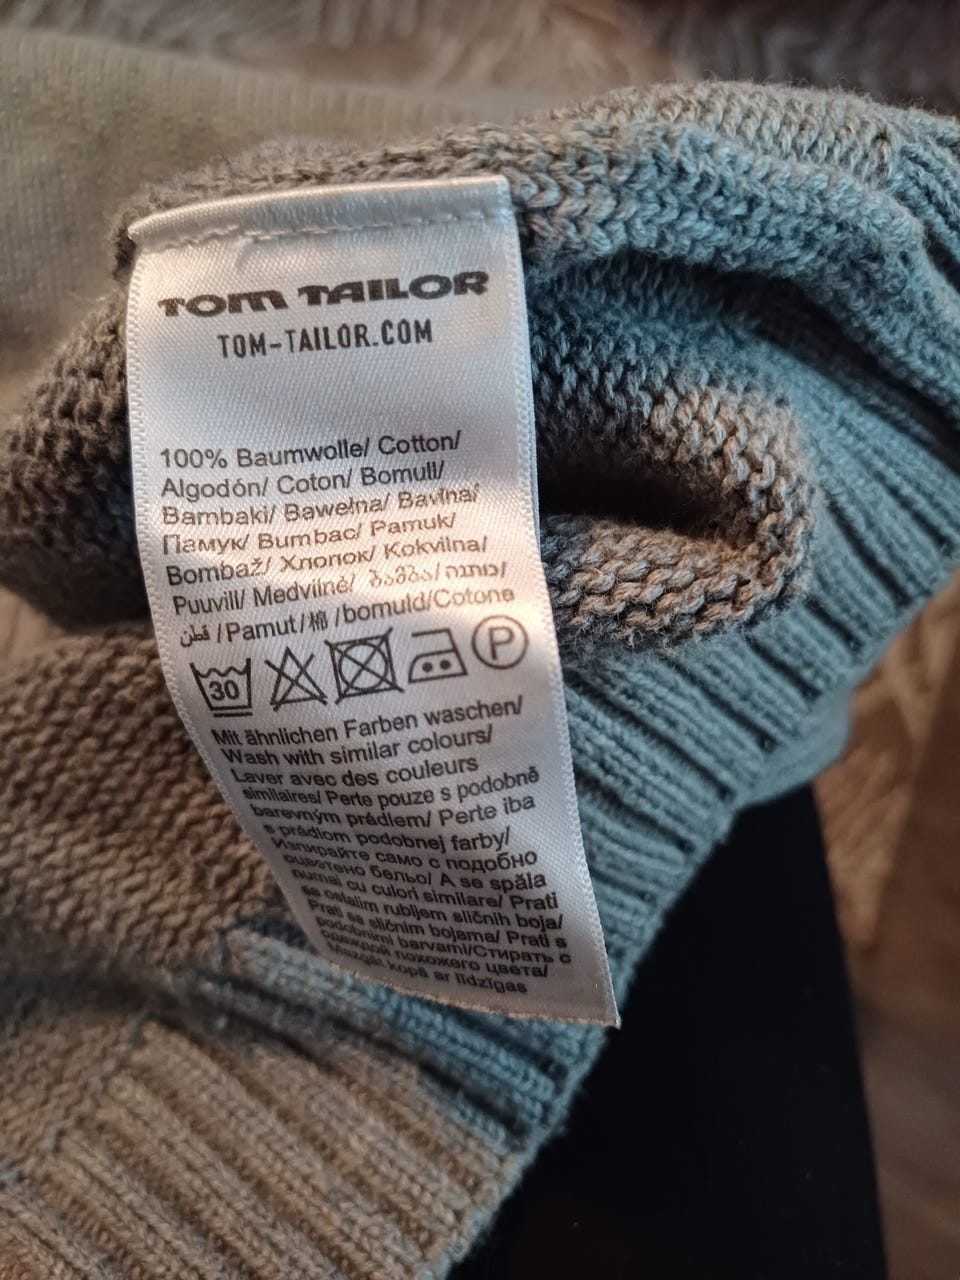 TOM TAILOR
TOM-TAILOR.COM
100% Baumwolle/ Cotton/
Algodón/ Coton/ Bomull/
Bambaki/ Bawełna/ Bavlna/
Памук/ Bumbac/ Pamuk/
Bombaž/ Хлопок/ Kokvilna/
Puuvill/ Medvilné/ ბამბა/כותנה/
قطن /Pamut/棉/bomuld/Cotone
30 P
Mit ähnlichen Farben waschen/
Wash with similar colours/
Laver avec des couleurs
similaires/ Perte pouze s podobně
barevným prádlem/ Perte iba
s prádlom podobnej farby/
Изпирайте само с подобно
оцветено бельо/ A se spăla
numai cu culori similare/ Prati
sa ostalim rubljem sličnih boja/
Prati sa sličnim bojama/ Prati s
podobnimi barvami/Стирать с
одеждой похожего цвета/
Mazgāt kopā ar līdzīgas